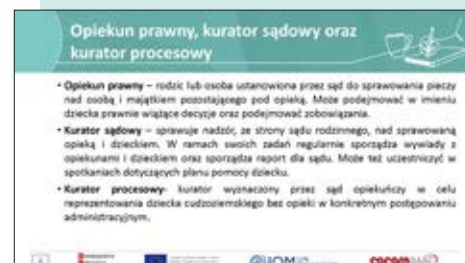 Opiekun prawny, kurator sądowy oraz
kurator procesowy
• Opiekun prawny – rodzic lub osoba ustanowiona przez sąd do sprawowania pieczy
nad osobą i majątkiem pozostającego pod opieką. Może podejmować w imieniu
dziecka prawnie wiążące decyzje oraz podejmować zobowiązania.
• Kurator sądowy – sprawuje nadzór, ze strony sądu rodzinnego, nad sprawowaną
opieką i dzieckiem. W ramach swoich zadań regularnie sporządza wywiady z
opiekunami i dzieckiem oraz sporządza raport dla sądu. Może też uczestniczyć w
spotkaniach dotyczących planu pomocy dziecku.
• Kurator procesowy- kurator wyznaczony przez sąd opiekuńczy w celu
reprezentowania dziecka cudzoziemskiego bez opieki w konkretnym postępowaniu
administracyjnym.
IOM